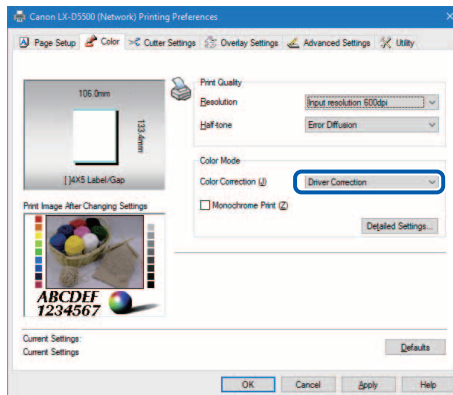 Canon LX-D5500 (Network) Printing Preferences
Page Setup Color Cutter Settings Overlay Settings Advanced Settings Utility
106.0mm
133.4mm
[ ]4X5 Label/Gap
Print Image After Changing Settings
ABCDEF
1234567
Print Quality
Resolution Input resolution 600dpi
Half-tone Error Diffusion
Color Mode
Color Correction (J) Driver Correction
Monochrome Print (Z)
Detailed Settings...
Current Settings:
Current Settings
Defaults
OK Cancel Apply Help